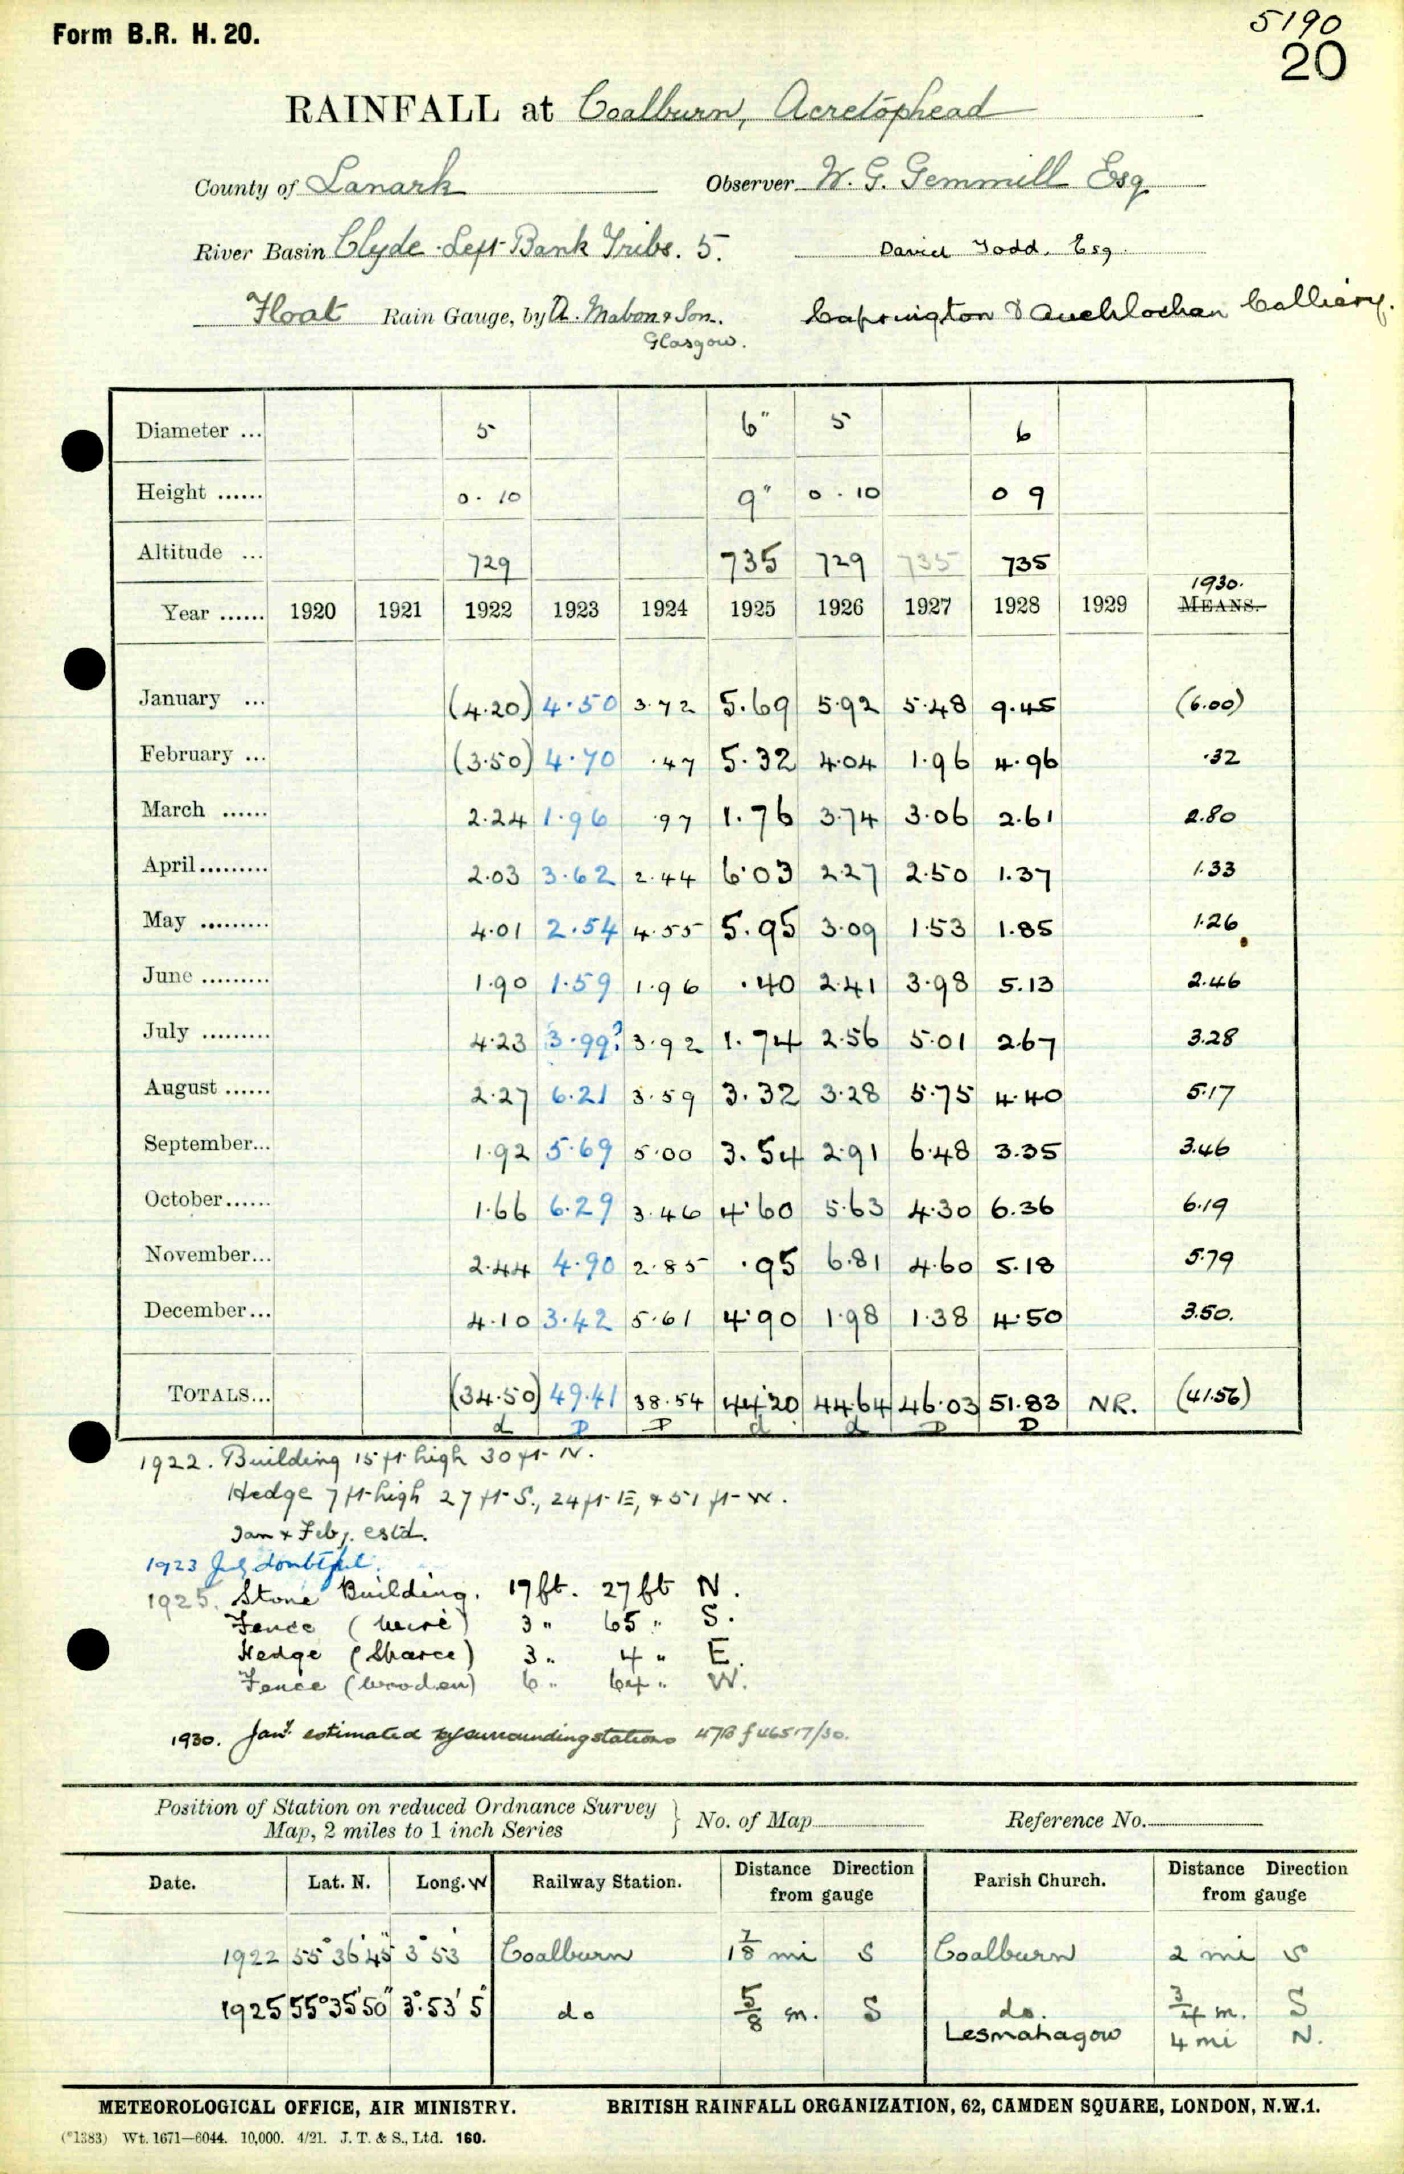 Form B.R. H. 20.
5190
20
RAINFALL at Coalburn, Acretophead
County of Lanark Observer W. G. Gemmill Esq
River Basin Clyde Left Bank Tribs. 5. David Todd, Esq.
Float Rain Gauge, by D. Mabon & Son. Glasgow. Caprington & Auchlochan Colliery.
Diameter ... 5 6" 5 6
Height ...... 0.10 9" 0.10 0 9
Altitude ... 729 735 729 735 735
Year ...... 1920 1921 1922 1923 1924 1925 1926 1927 1928 1929 1930. MEANS.
January ... (4.20) 4.50 3.72 5.69 5.92 5.48 9.45 (6.00)
February ... (3.50) 4.70 .47 5.32 4.04 1.96 4.96 .32
March ...... 2.24 1.96 .97 1.76 3.74 3.06 2.61 2.80
April......... 2.03 3.62 2.44 6.03 2.27 2.50 1.37 1.33
May ......... 4.01 2.54 4.55 5.95 3.09 1.53 1.85 1.26
June ......... 1.90 1.59 1.96 .40 2.41 3.98 5.13 2.46
July ......... 4.23 3.99? 3.92 1.74 2.56 5.01 2.67 3.28
August ...... 2.27 6.21 3.59 3.32 3.28 5.75 4.40 5.17
September... 1.92 5.69 5.00 3.54 2.91 6.48 3.35 3.46
October...... 1.66 6.29 3.46 4.60 5.63 4.30 6.36 6.19
November... 2.44 4.90 2.85 .95 6.81 4.60 5.18 5.79
December... 4.10 3.42 5.61 4.90 1.98 1.38 4.50 3.50.
TOTALS... (34.50) 49.41 38.54 44.20 44.64 46.03 51.83 NR. (41.56)
d D D d d D D
1922. Building 15 ft high 30 ft N.
Hedge 7 ft high 27 ft S., 24 ft E, & 51 ft W.
Jan & Feby. estd.
1923 July doubtful.
1925. Stone Building. 17 ft. 27 ft N.
Fence (wire) 3 " 65 " S.
Hedge (Sparce) 3 " 4 " E.
Fence (wooden) 6 " 64 " W.
1930. Jany. estimated by surrounding stations
Position of Station on reduced Ordnance Survey Map, 2 miles to 1 inch Series } No. of Map Reference No.
Date. Lat. N. Long. W Railway Station. Distance Direction from gauge Parish Church. Distance Direction from gauge
1922 55° 36' 45" 3° 53' Coalburn 1 7/8 mi S Coalburn 2 mi S
1925 55° 35' 50" 3° 53' 5" do 5/8 m. S do. 3/4 m. S
Lesmahagow 4 mi N.
METEOROLOGICAL OFFICE, AIR MINISTRY. BRITISH RAINFALL ORGANIZATION, 62, CAMDEN SQUARE, LONDON, N.W.1.
(*1383) Wt. 1671—6044. 10,000. 4/21. J. T. & S., Ltd. 160.